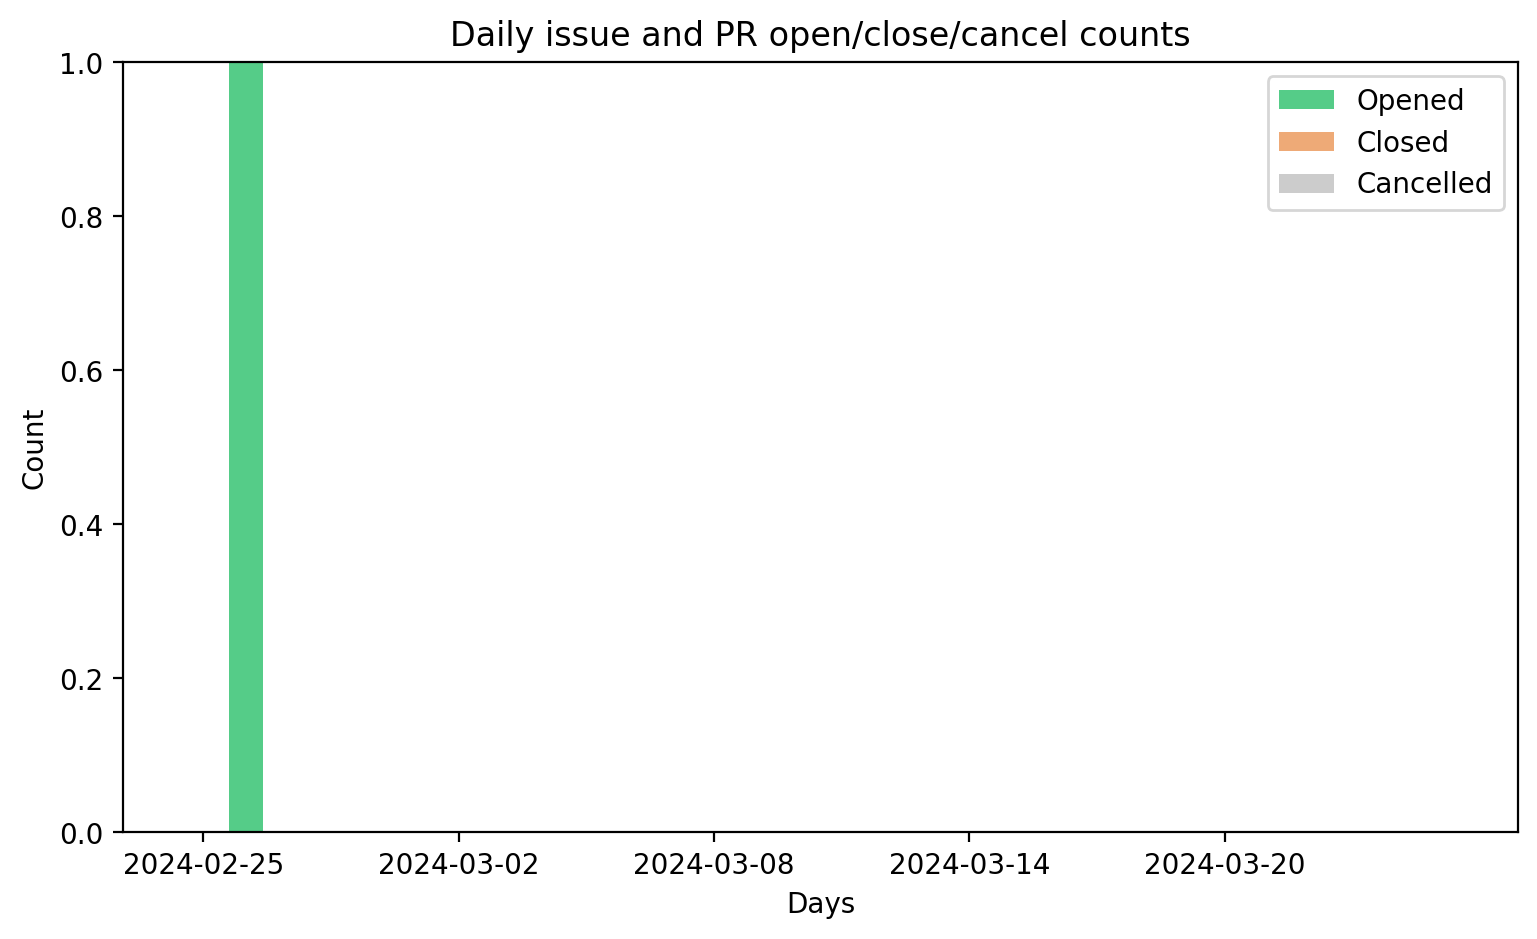 Daily issue and PR open/close/cancel counts
1.0
0.8
0.6
0.4
0.2
0.0
Count
Opened
Closed
Cancelled
2024-02-25
2024-03-02
2024-03-08
2024-03-14
2024-03-20
Days